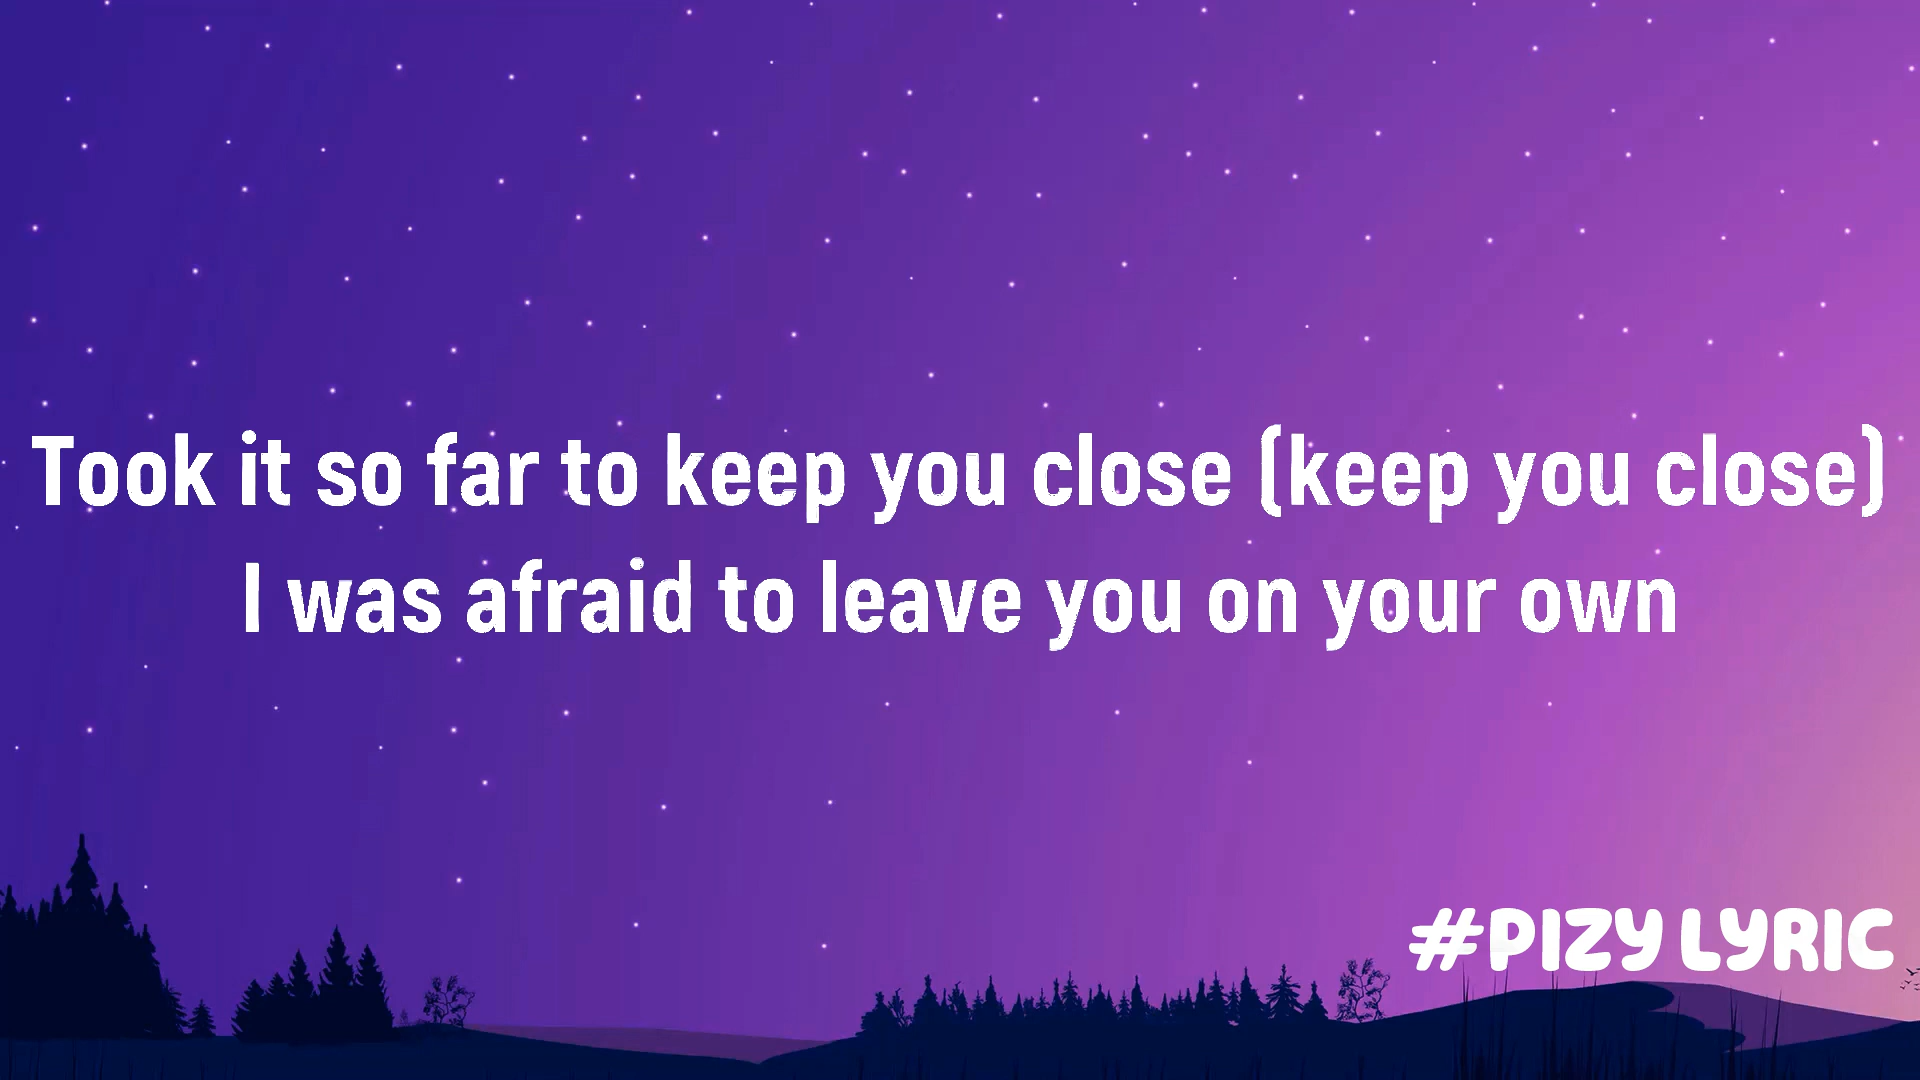 Took it so far to keep you close (keep you close)
I was afraid to leave you on your own
#PIZY LYRIC